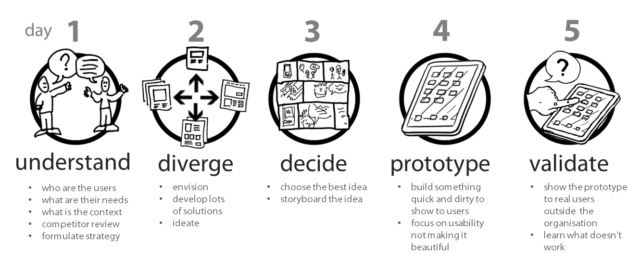 day 1 2 3 4 5
? ?
understand diverge decide prototype validate
• who are the users
• what are their needs
• what is the context
• competitor review
• formulate strategy
• envision
• develop lots
of solutions
• ideate
• choose the best idea
• storyboard the idea
• build something
quick and dirty to
show to users
• focus on usability
not making it
beautiful
• show the prototype
to real users
outside the
organisation
• learn what doesn't
work